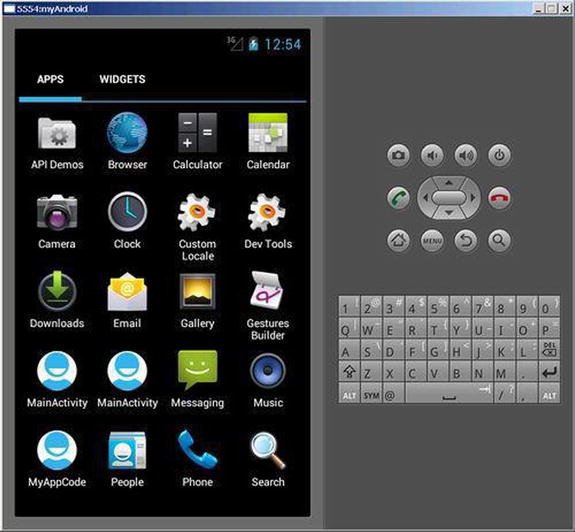 5554:myAndroid
3G 12:54
APPS WIDGETS
API Demos Browser Calculator Calendar
Camera Clock Custom Locale Dev Tools
Downloads Email Gallery Gestures Builder
MainActivity MainActivity Messaging Music
MyAppCode People Phone Search
MENU
1 ! 2 @ 3 # 4 $ 5 % 6 ^ 7 & 8 * 9 ( 0 )
Q W ~ E R T { Y } U _ I - O + P =
A S \ D F [ G ] H < J > K ; L : DEL
Z X C V B N M .
ALT SYM @ / ? , ALT